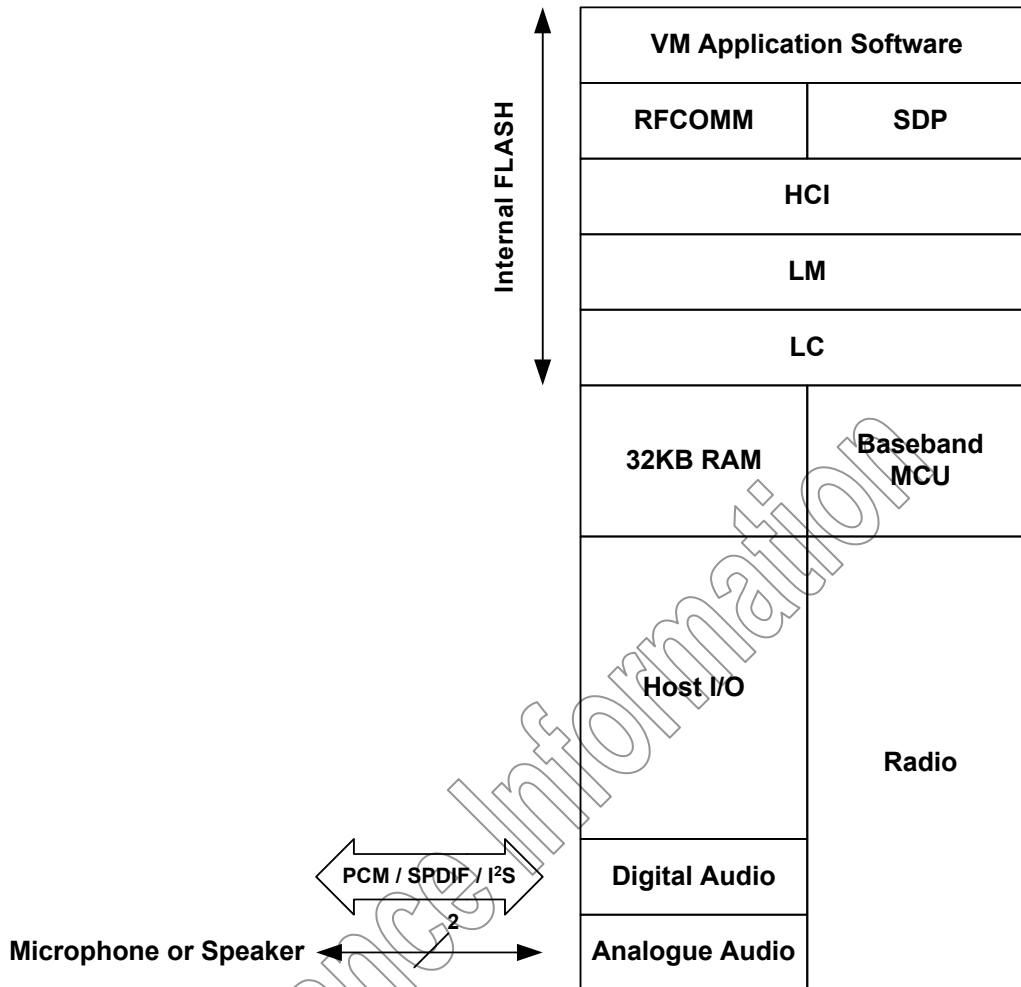 VM Application Software
RFCOMM
SDP
Internal FLASH
HCI
LM
LC
32KB RAM
Baseband
MCU
Host I/O
Radio
PCM / SPDIF / I²S
Digital Audio
2
Microphone or Speaker
Analogue Audio
Information